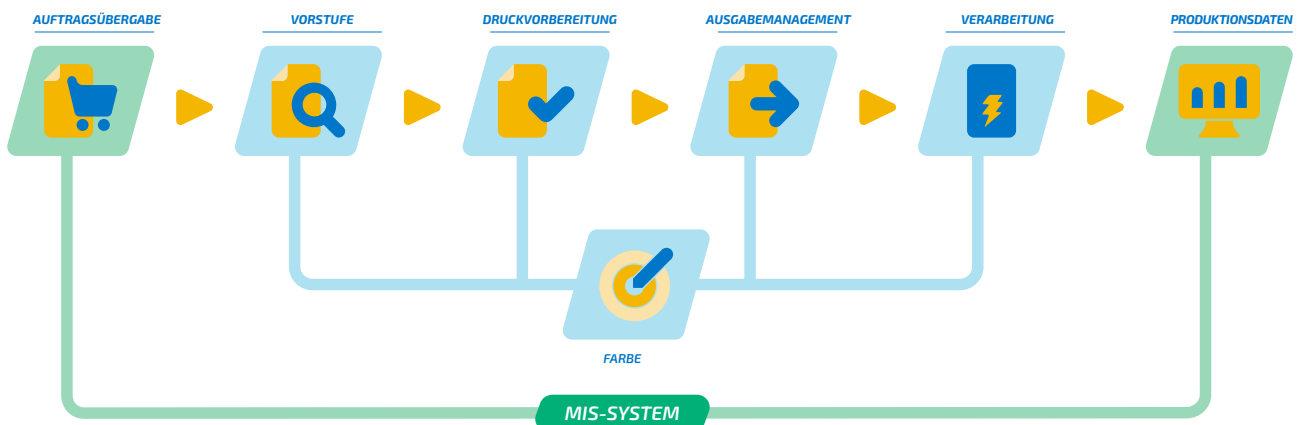 AUFTRAGSÜBERGABE
VORSTUFE
DRUCKVORBEREITUNG
AUSGABEMANAGEMENT
VERARBEITUNG
PRODUKTIONSDATEN
FARBE
MIS-SYSTEM